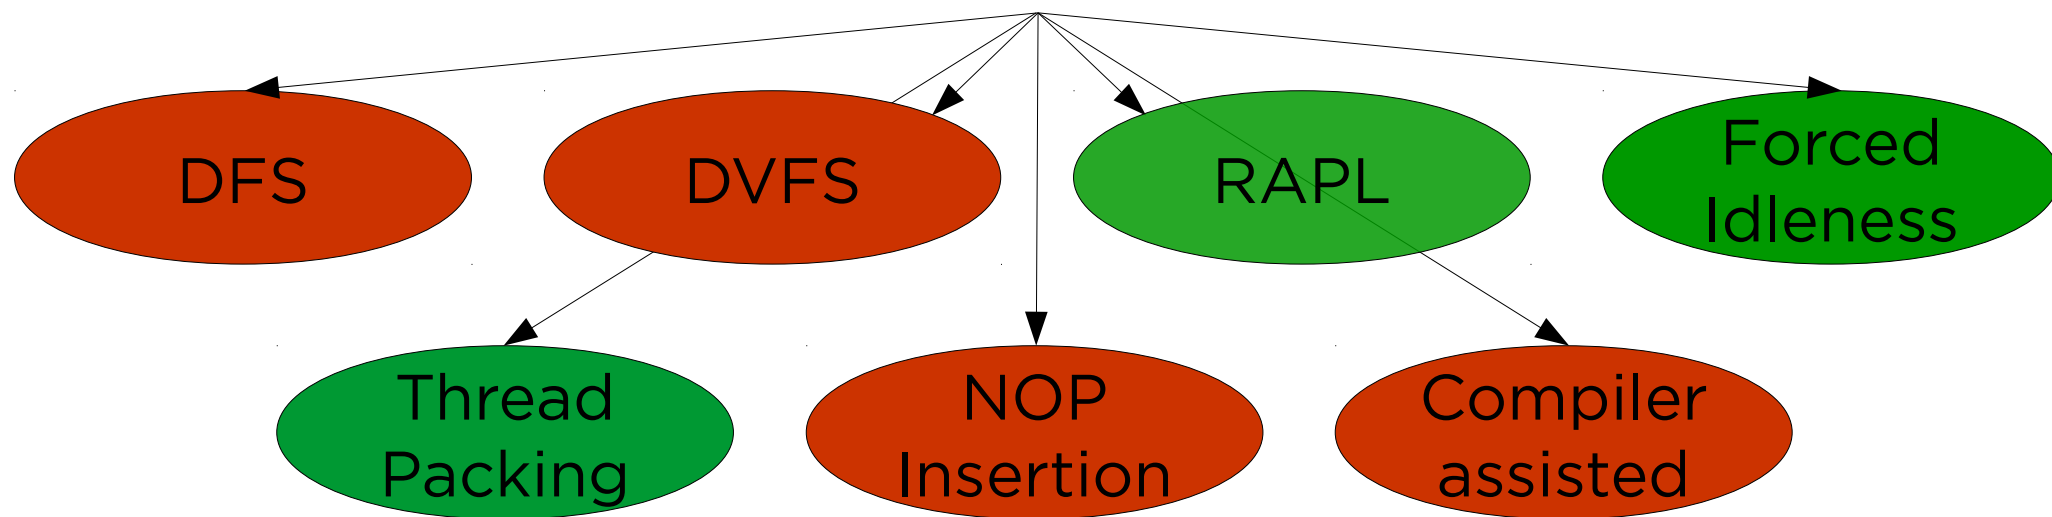 DFS
DVFS
RAPL
Forced
Idleness
Thread
Packing
NOP
Insertion
Compiler
assisted